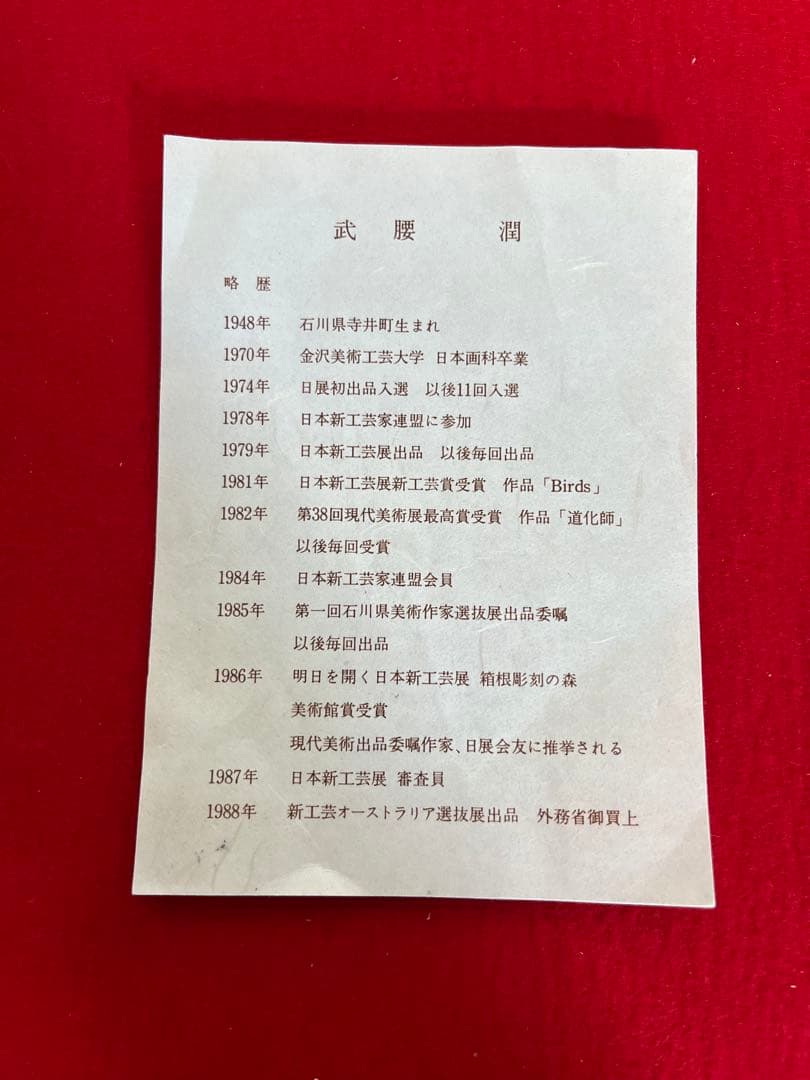 武腰　潤
略歴
1948年　石川県寺井町生まれ
1970年　金沢美術工芸大学　日本画科卒業
1974年　日展初出品入選　以後11回入選
1978年　日本新工芸家連盟に参加
1979年　日本新工芸展出品　以後毎回出品
1981年　日本新工芸展新工芸賞受賞　作品「Birds」
1982年　第38回現代美術展最高賞受賞　作品「道化師」
以後毎回受賞
1984年　日本新工芸家連盟会員
1985年　第一回石川県美術作家選抜展出品委嘱
以後毎回出品
1986年　明日を開く日本新工芸展　箱根彫刻の森
美術館賞受賞
現代美術出品委嘱作家、日展会友に推挙される
1987年　日本新工芸展　審査員
1988年　新工芸オーストラリア選抜展出品　外務省御買上